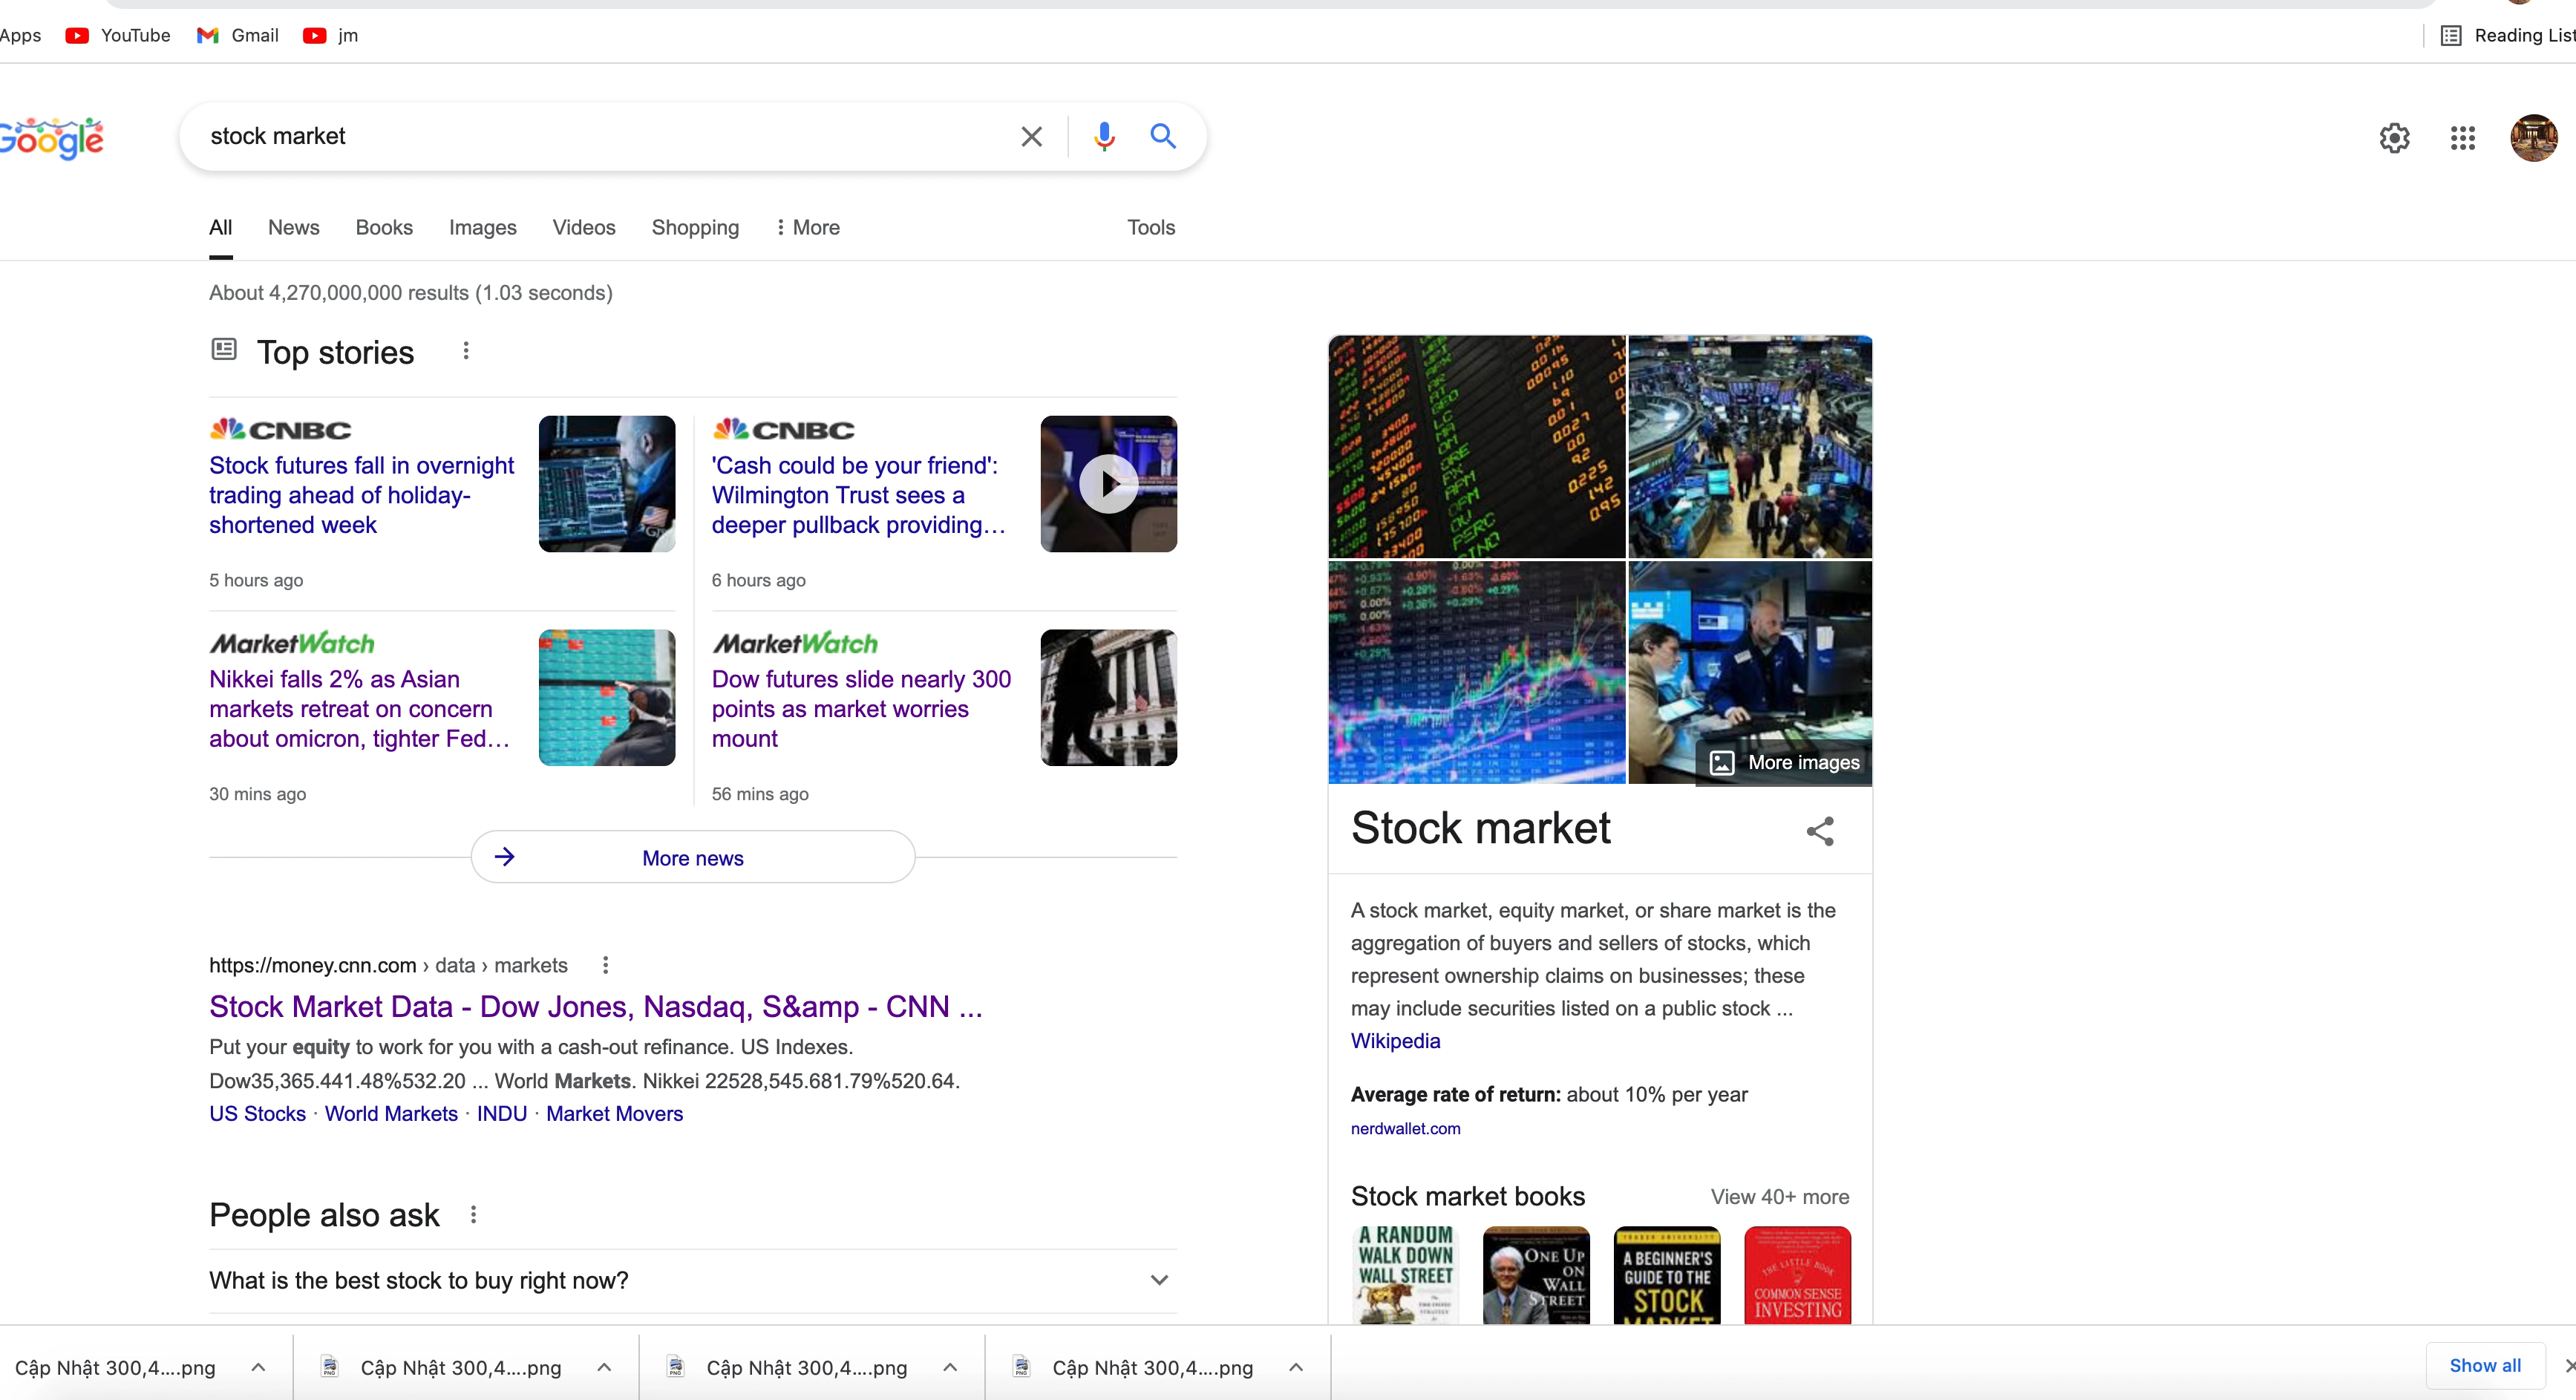 Apps
YouTube
Gmail
jm
Reading List
Google
stock market
All
News
Books
Images
Videos
Shopping
More
Tools
About 4,270,000,000 results (1.03 seconds)
Top stories
CNBC
Stock futures fall in overnight
trading ahead of holiday-
shortened week
5 hours ago
CNBC
'Cash could be your friend':
Wilmington Trust sees a
deeper pullback providing…
6 hours ago
MarketWatch
Nikkei falls 2% as Asian
markets retreat on concern
about omicron, tighter Fed…
30 mins ago
MarketWatch
Dow futures slide nearly 300
points as market worries
mount
56 mins ago
More news
https://money.cnn.com › data › markets
Stock Market Data - Dow Jones, Nasdaq, S&amp - CNN ...
Put your equity to work for you with a cash-out refinance. US Indexes.
Dow35,365.441.48%532.20 ... World Markets. Nikkei 22528,545.681.79%520.64.
US Stocks · World Markets · INDU · Market Movers
People also ask
What is the best stock to buy right now?
More images
Stock market
A stock market, equity market, or share market is the
aggregation of buyers and sellers of stocks, which
represent ownership claims on businesses; these
may include securities listed on a public stock ...
Wikipedia
Average rate of return: about 10% per year
nerdwallet.com
Stock market books
View 40+ more
A RANDOM
WALK DOWN
WALL STREET
ONE UP
ON
WALL
STREET
A BEGINNER'S
GUIDE TO THE
STOCK
MARKET
THE LITTLE BOOK
COMMON SENSE
INVESTING
Cập Nhật 300,4....png
Cập Nhật 300,4....png
Cập Nhật 300,4....png
Cập Nhật 300,4....png
Show all